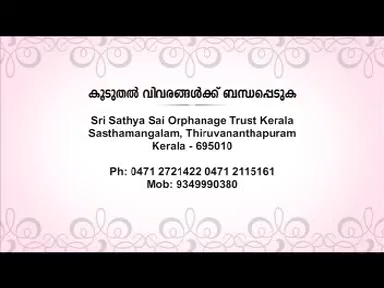 കൂടുതൽ വിവരങ്ങൾക്ക് ബന്ധപ്പെടുക
Sri Sathya Sai Orphanage Trust Kerala
Sasthamangalam, Thiruvananthapuram
Kerala - 695010
Ph: 0471 2721422 0471 2115161
Mob: 9349990380